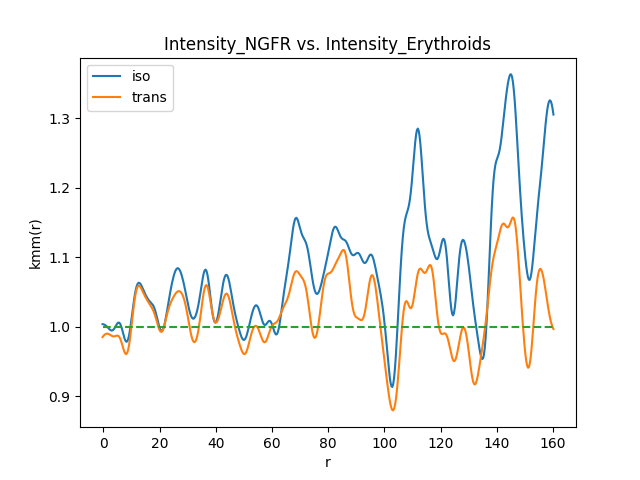 Intensity_NGFR vs. Intensity_Erythroids
iso
trans
1.3
1.2
1.1
1.0
0.9
kmm(r)
0 20 40 60 80 100 120 140 160
r